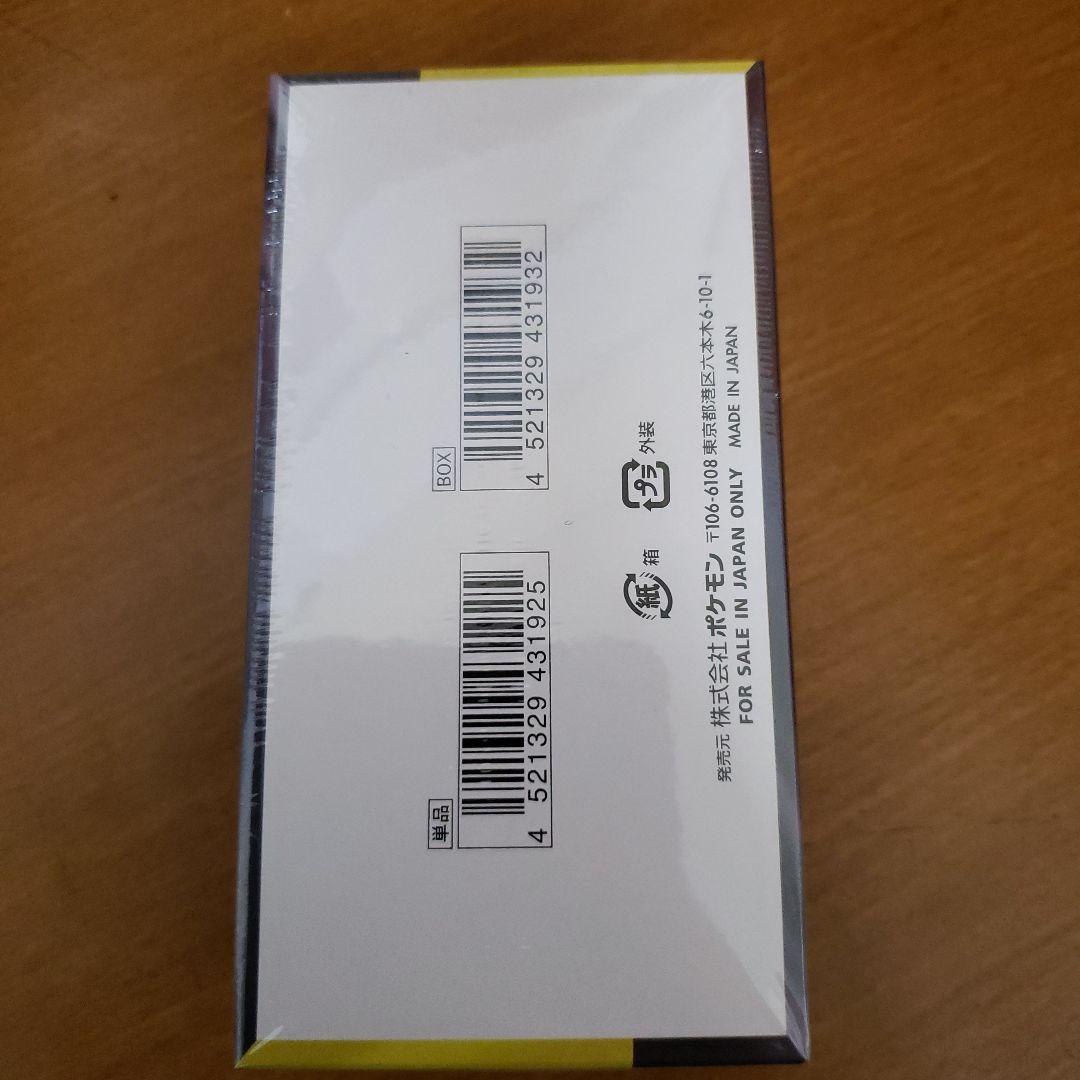 単品
4 521329 431925
BOX
4 521329 431932
紙 箱
プラ 外装
発売元 株式会社 ポケモン 〒106-6108 東京都港区六本木6-10-1
FOR SALE IN JAPAN ONLY MADE IN JAPAN